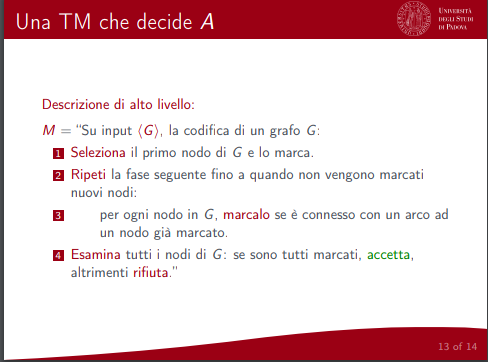 Una TM che decide A
UNIVERSITÀ
DEGLI STUDI
DI PADOVA
Descrizione di alto livello:
M = “Su input ⟨G⟩, la codifica di un grafo G:
1 Seleziona il primo nodo di G e lo marca.
2 Ripeti la fase seguente fino a quando non vengono marcati
nuovi nodi:
3 per ogni nodo in G, marcalo se è connesso con un arco ad
un nodo già marcato.
4 Esamina tutti i nodi di G: se sono tutti marcati, accetta,
altrimenti rifiuta.”
13 of 14